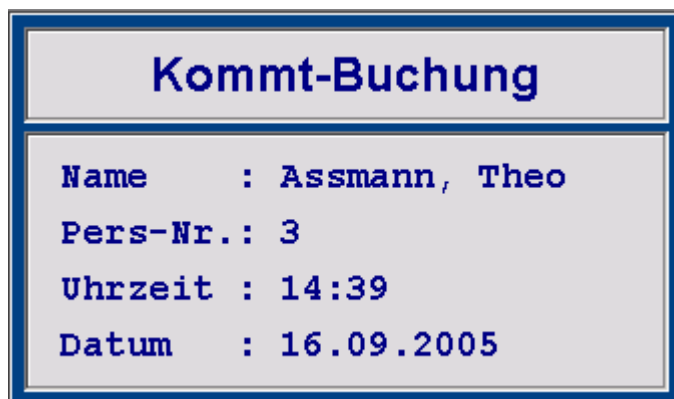 Kommt-Buchung
Name : Assmann, Theo
Pers-Nr.: 3
Uhrzeit : 14:39
Datum : 16.09.2005